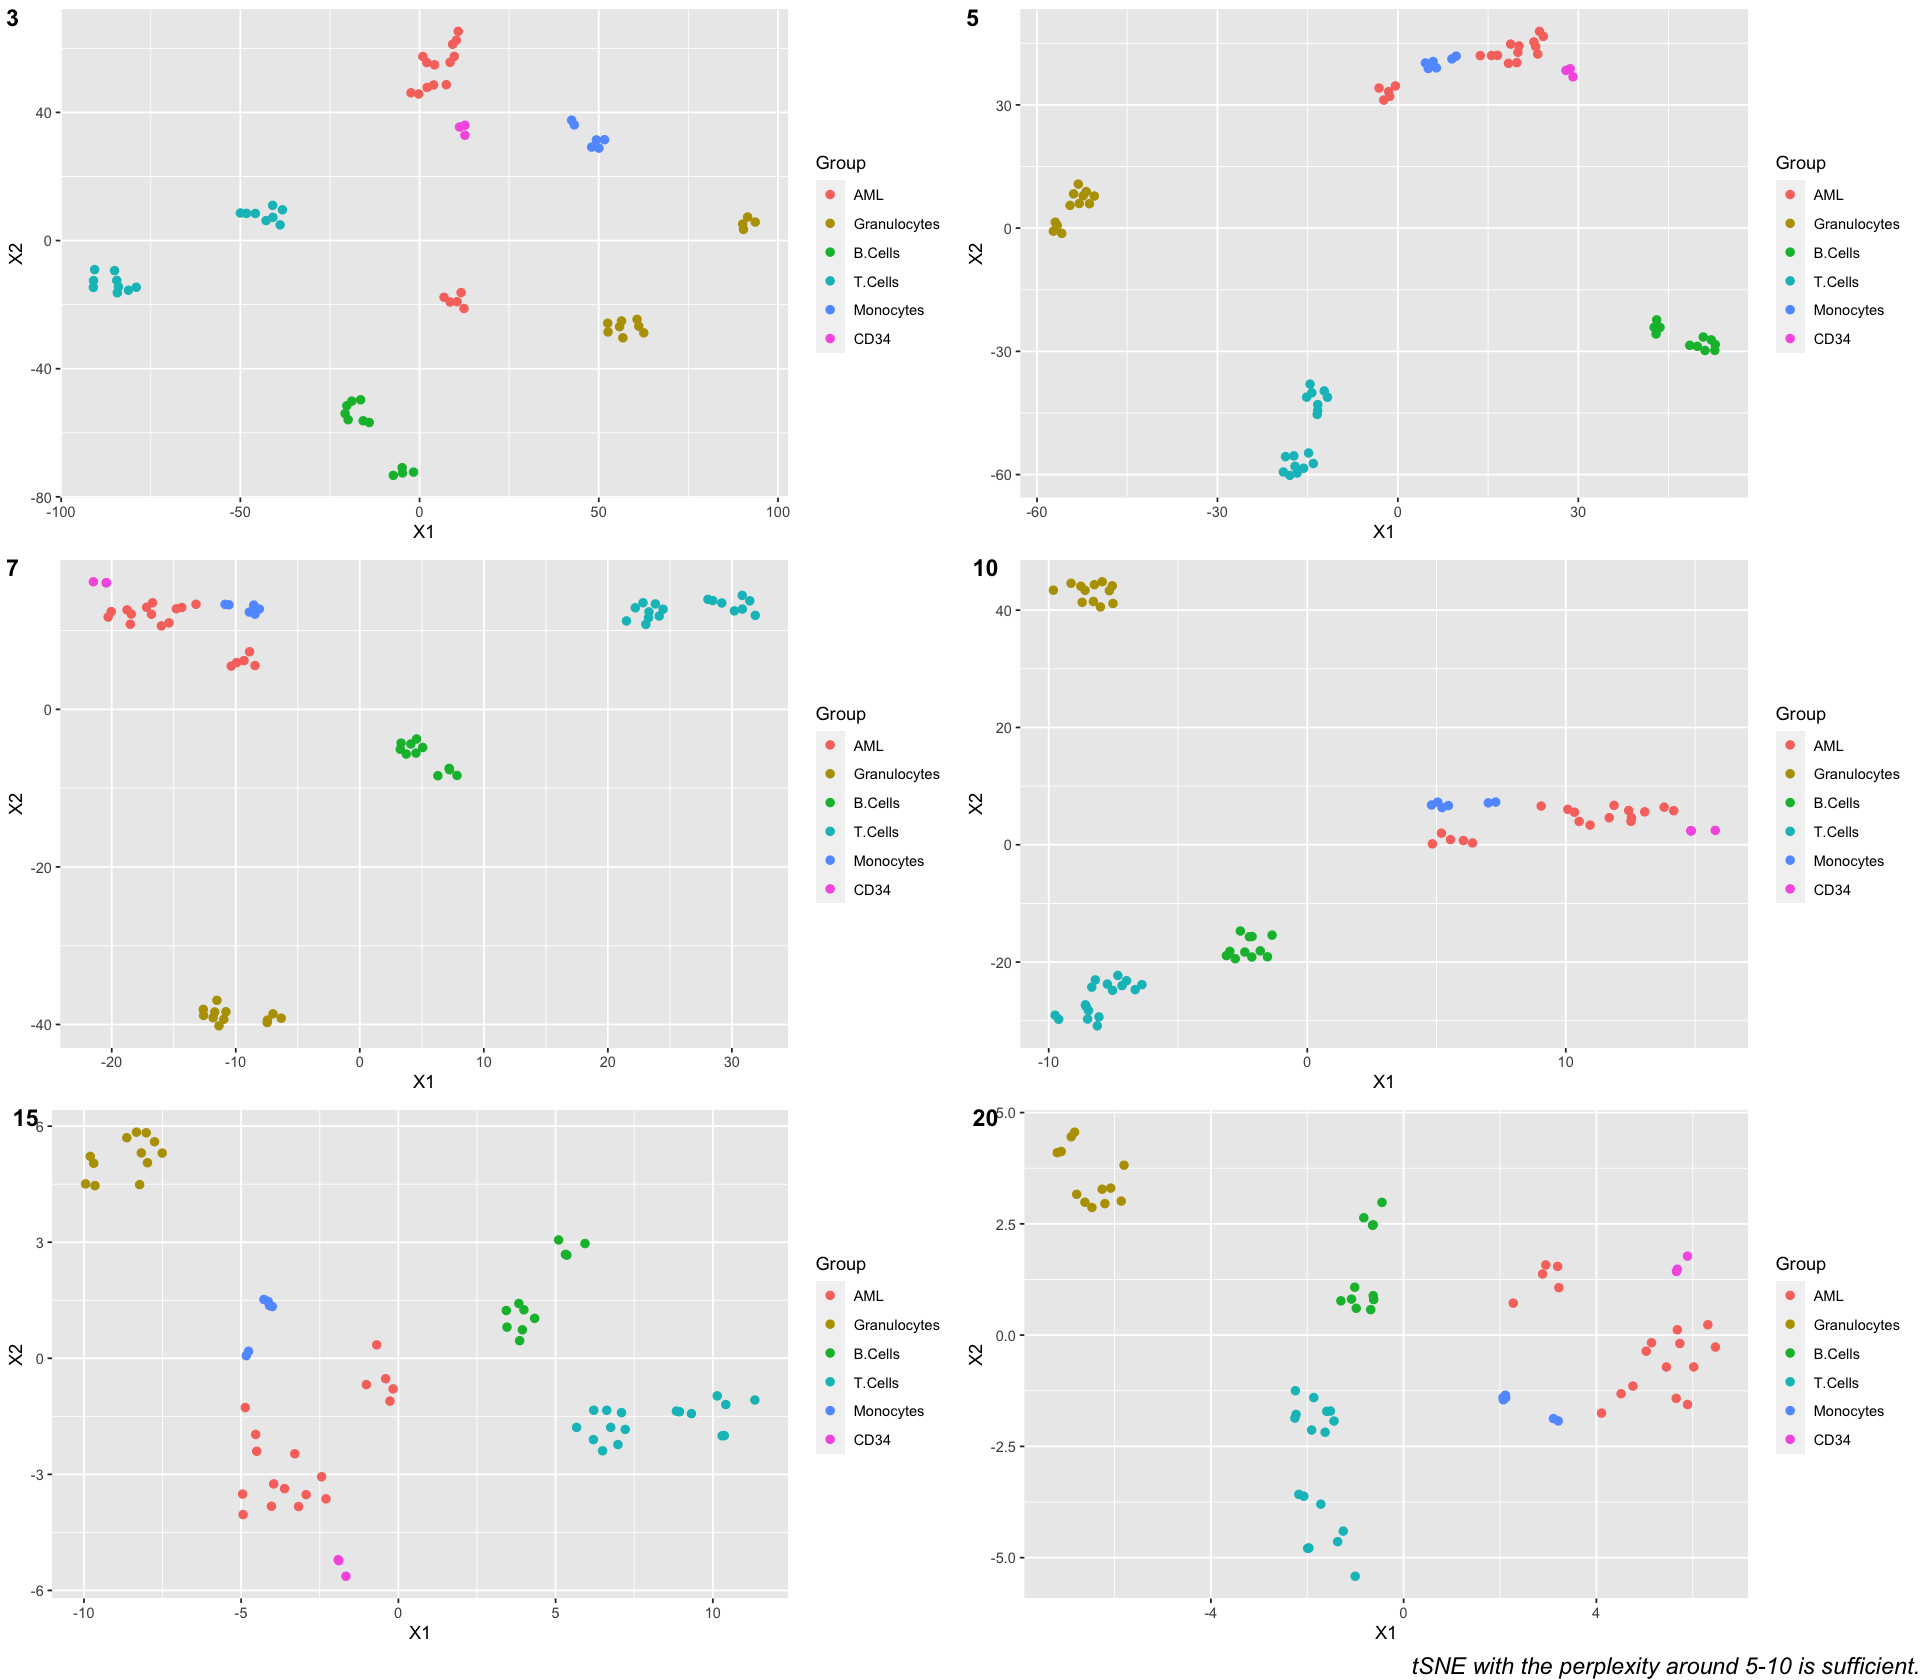 3
40
0
-40
-80
-100
-50
0
50
100
X1
X2
Group
AML
Granulocytes
B.Cells
T.Cells
Monocytes
CD34
5
30
0
-30
-60
-60
-30
0
30
X1
X2
Group
AML
Granulocytes
B.Cells
T.Cells
Monocytes
CD34
7
0
-20
-40
-20
-10
0
10
20
30
X1
X2
Group
AML
Granulocytes
B.Cells
T.Cells
Monocytes
CD34
10
40
20
0
-20
-10
0
10
X1
X2
Group
AML
Granulocytes
B.Cells
T.Cells
Monocytes
CD34
15
6
3
0
-3
-6
-10
-5
0
5
10
X1
X2
Group
AML
Granulocytes
B.Cells
T.Cells
Monocytes
CD34
20
5.0
2.5
0.0
-2.5
-5.0
-4
0
4
X1
X2
Group
AML
Granulocytes
B.Cells
T.Cells
Monocytes
CD34
tSNE with the perplexity around 5-10 is sufficient.